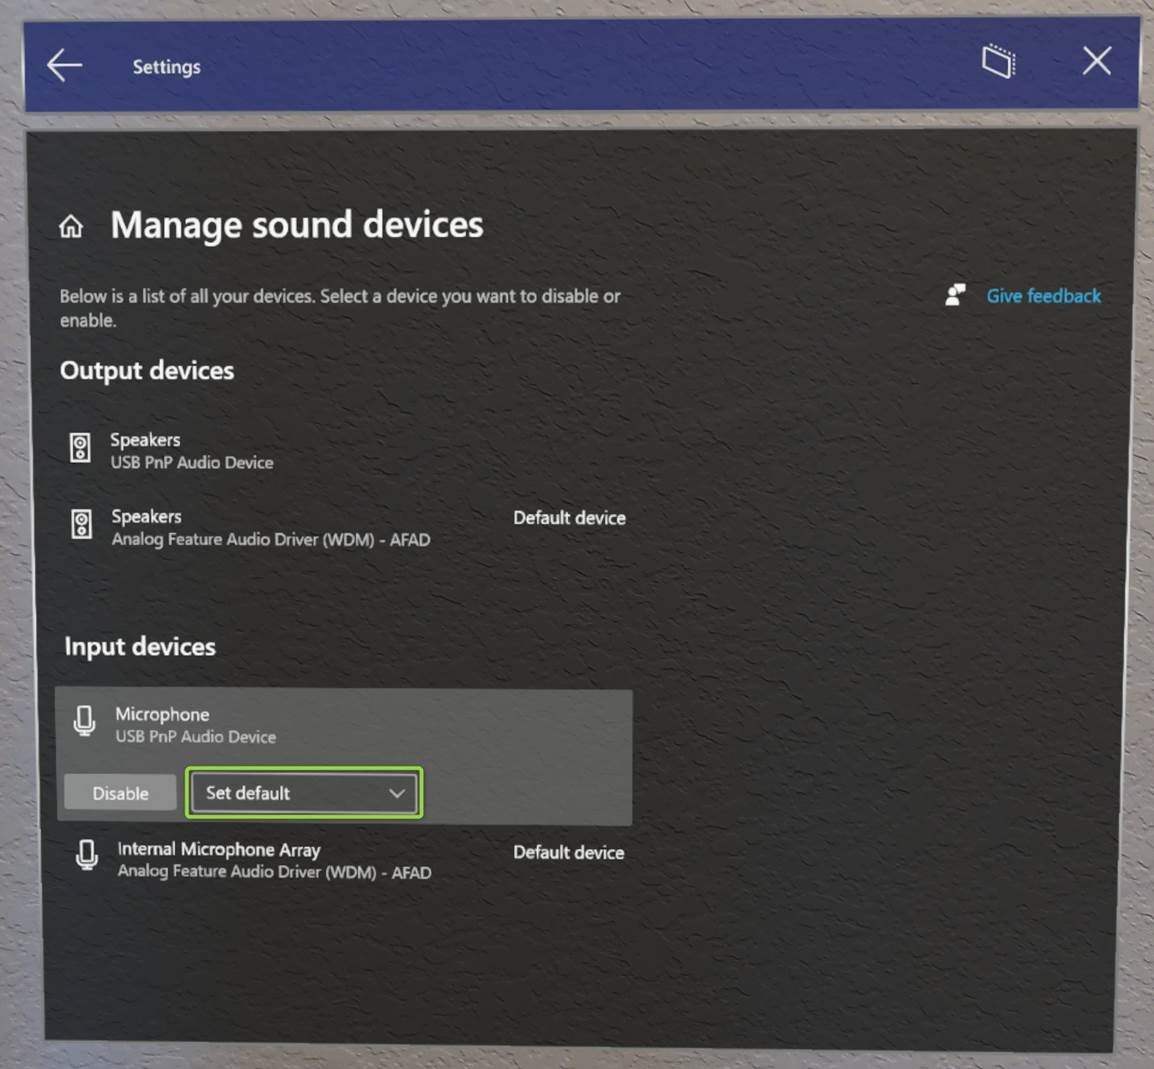 Settings
Manage sound devices
Below is a list of all your devices. Select a device you want to disable or
enable.
Give feedback
Output devices
Speakers
USB PnP Audio Device
Speakers
Default device
Analog Feature Audio Driver (WDM) - AFAD
Input devices
Microphone
USB PnP Audio Device
Disable
Set default
Internal Microphone Array
Default device
Analog Feature Audio Driver (WDM) - AFAD